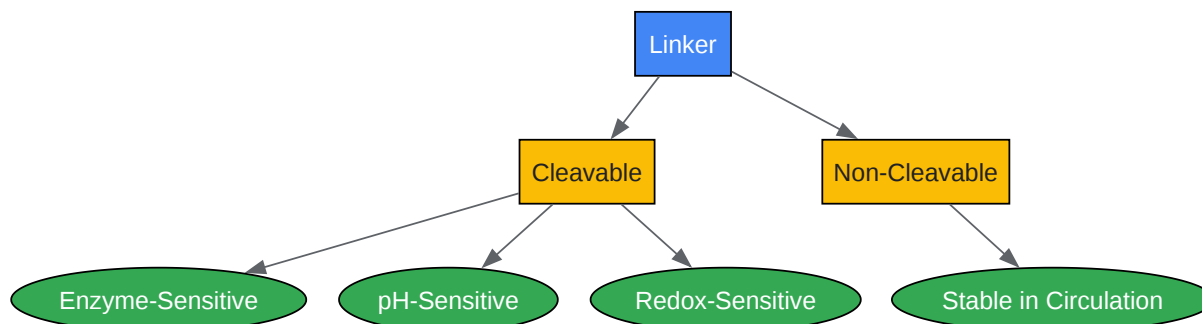 Linker
Cleavable
Non-Cleavable
Enzyme-Sensitive
pH-Sensitive
Redox-Sensitive
Stable in Circulation